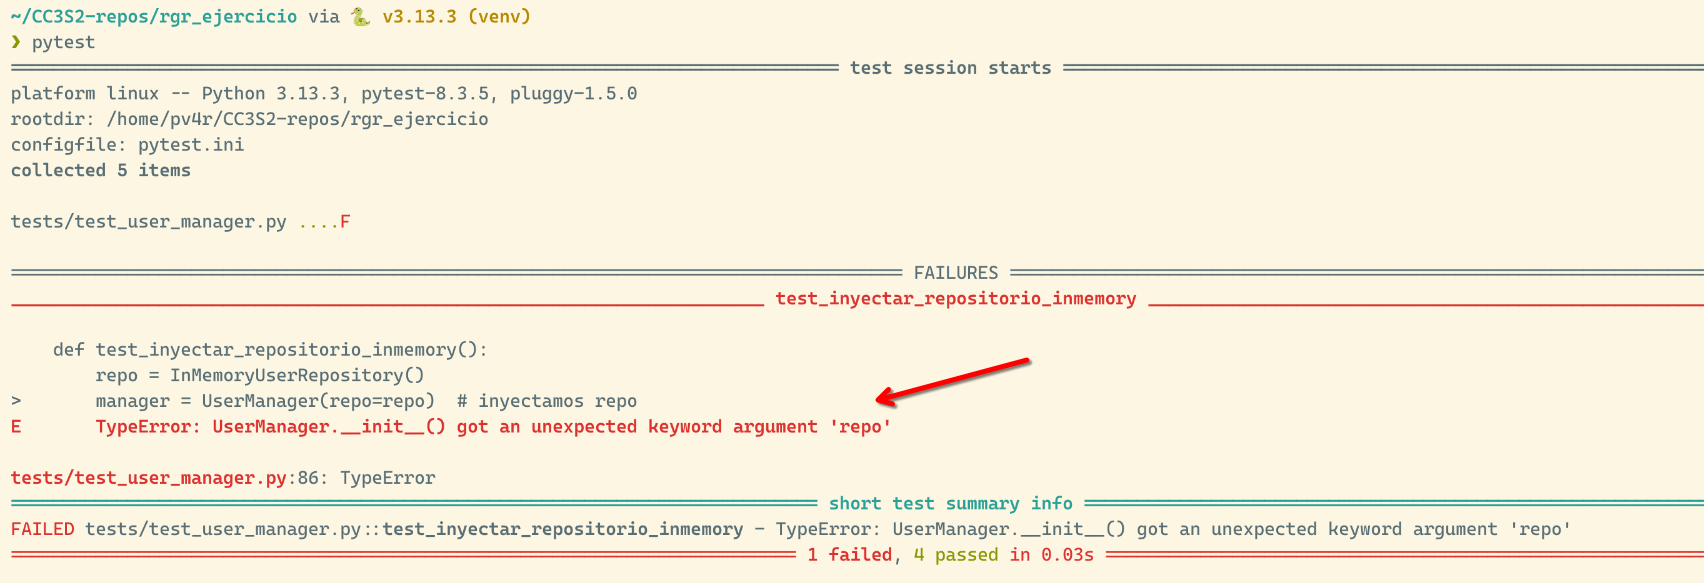 ~/CC3S2-repos/rgr_ejercicio via 🐍 v3.13.3 (venv)
❯ pytest
test session starts
platform linux -- Python 3.13.3, pytest-8.3.5, pluggy-1.5.0
rootdir: /home/pv4r/CC3S2-repos/rgr_ejercicio
configfile: pytest.ini
collected 5 items
tests/test_user_manager.py ....F
FAILURES
test_inyectar_repositorio_inmemory
def test_inyectar_repositorio_inmemory():
repo = InMemoryUserRepository()
> manager = UserManager(repo=repo) # inyectamos repo
E TypeError: UserManager.__init__() got an unexpected keyword argument 'repo'
tests/test_user_manager.py:86: TypeError
short test summary info
FAILED tests/test_user_manager.py::test_inyectar_repositorio_inmemory - TypeError: UserManager.__init__() got an unexpected keyword argument 'repo'
1 failed, 4 passed in 0.03s